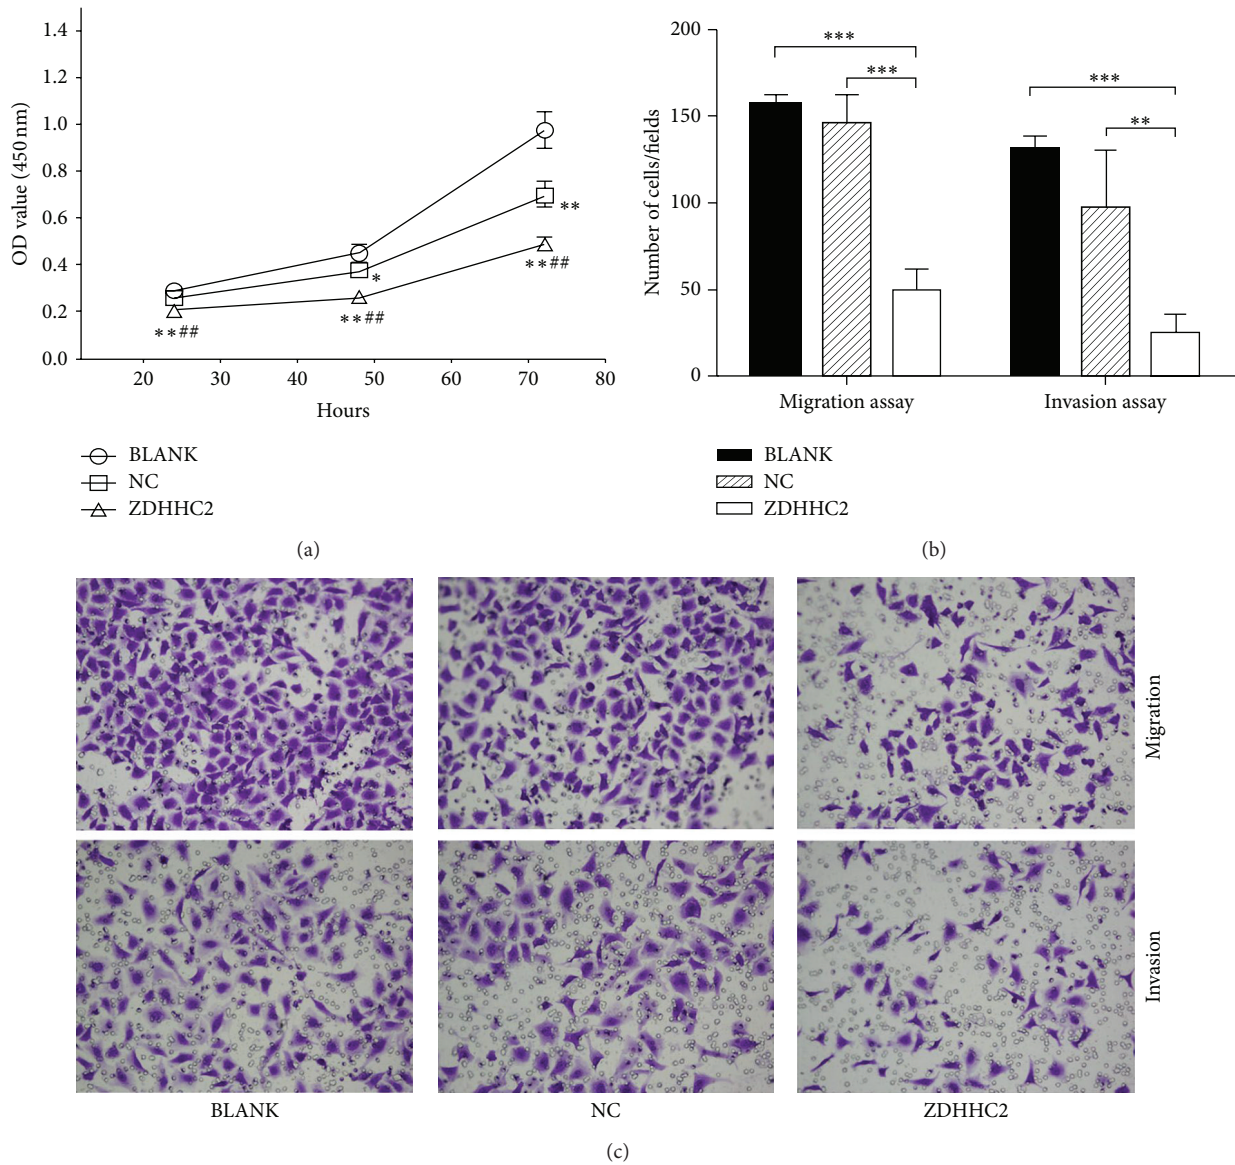 1.4
1.2
1.0
0.8
0.6
0.4
0.2
0.0
OD value (450 nm)
**##
*
**##
**
**##
20 30 40 50 60 70 80
Hours
BLANK
NC
ZDHHC2
(a)
200
150
100
50
0
Number of cells/fields
***
***
***
**
Migration assay Invasion assay
BLANK
NC
ZDHHC2
(b)
Migration
Invasion
BLANK NC ZDHHC2
(c)